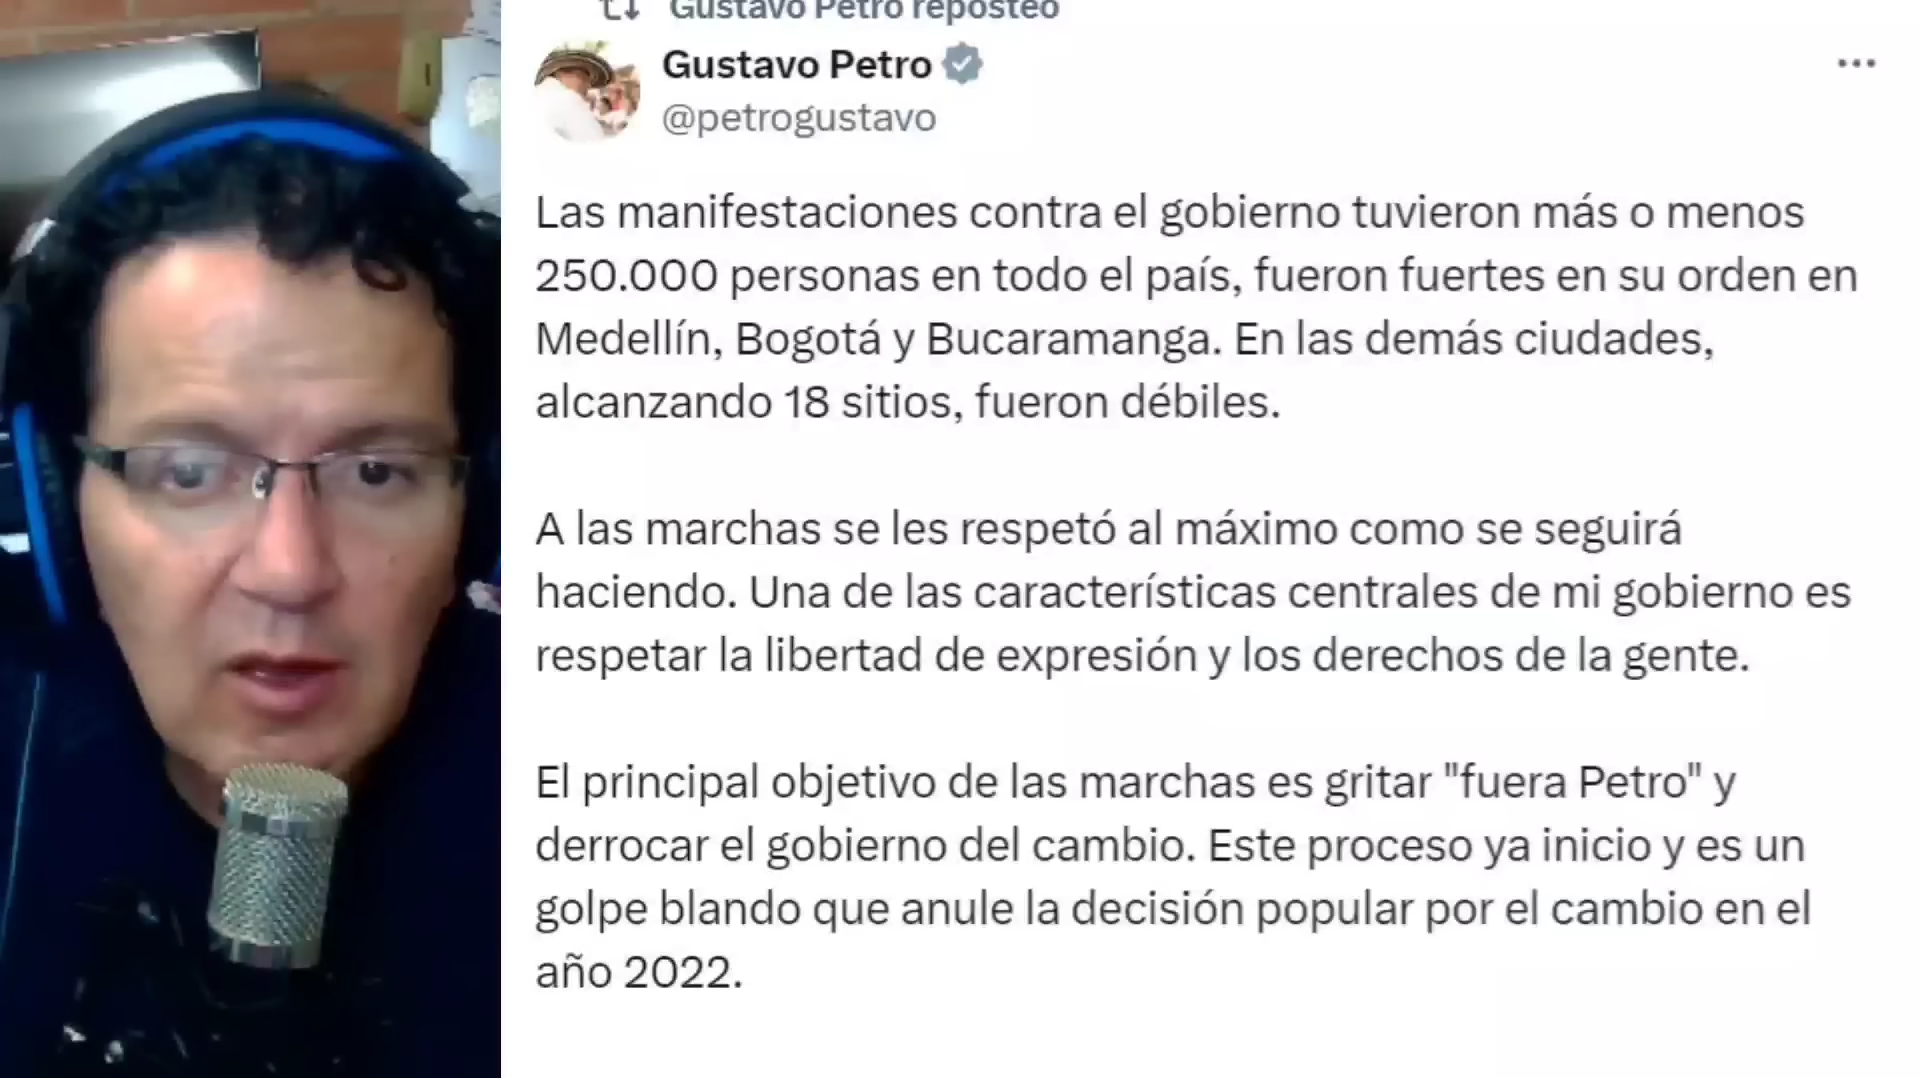 Gustavo Petro reposteó
Gustavo Petro
@petrogustavo
Las manifestaciones contra el gobierno tuvieron más o menos
250.000 personas en todo el país, fueron fuertes en su orden en
Medellín, Bogotá y Bucaramanga. En las demás ciudades,
alcanzando 18 sitios, fueron débiles.
A las marchas se les respetó al máximo como se seguirá
haciendo. Una de las características centrales de mi gobierno es
respetar la libertad de expresión y los derechos de la gente.
El principal objetivo de las marchas es gritar "fuera Petro" y
derrocar el gobierno del cambio. Este proceso ya inicio y es un
golpe blando que anule la decisión popular por el cambio en el
año 2022.